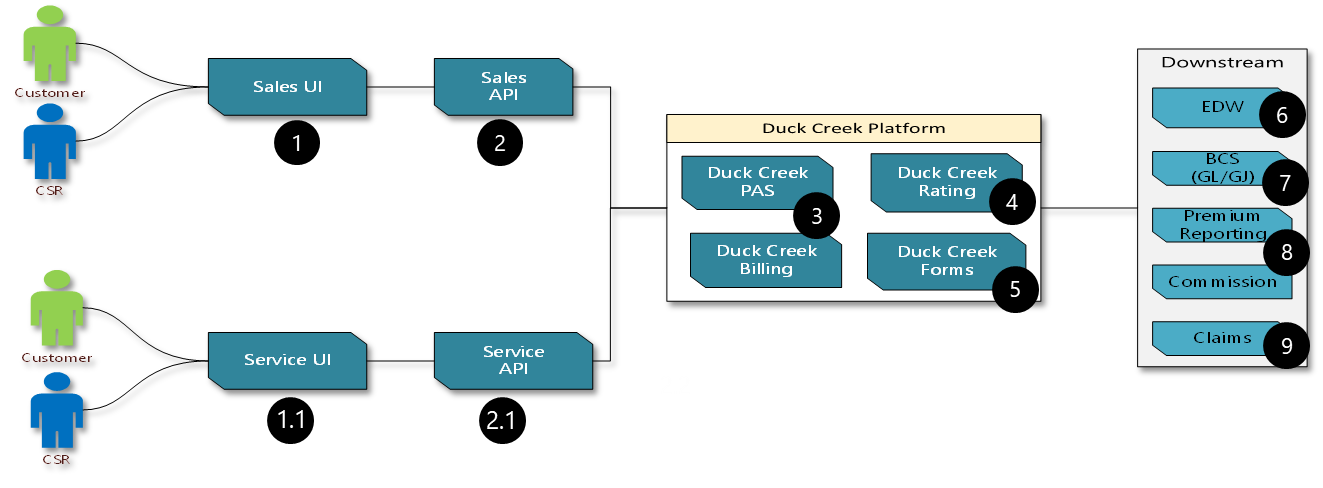 Customer
CSR
Sales UI
1
Sales
API
2
Customer
CSR
Service UI
1.1
Service
API
2.1
Duck Creek Platform
Duck Creek
PAS
3
Duck Creek
Rating
4
Duck Creek
Billing
Duck Creek
Forms
5
Downstream
EDW
6
BCS
(GL/GJ)
7
Premium
Reporting
8
Commission
Claims
9